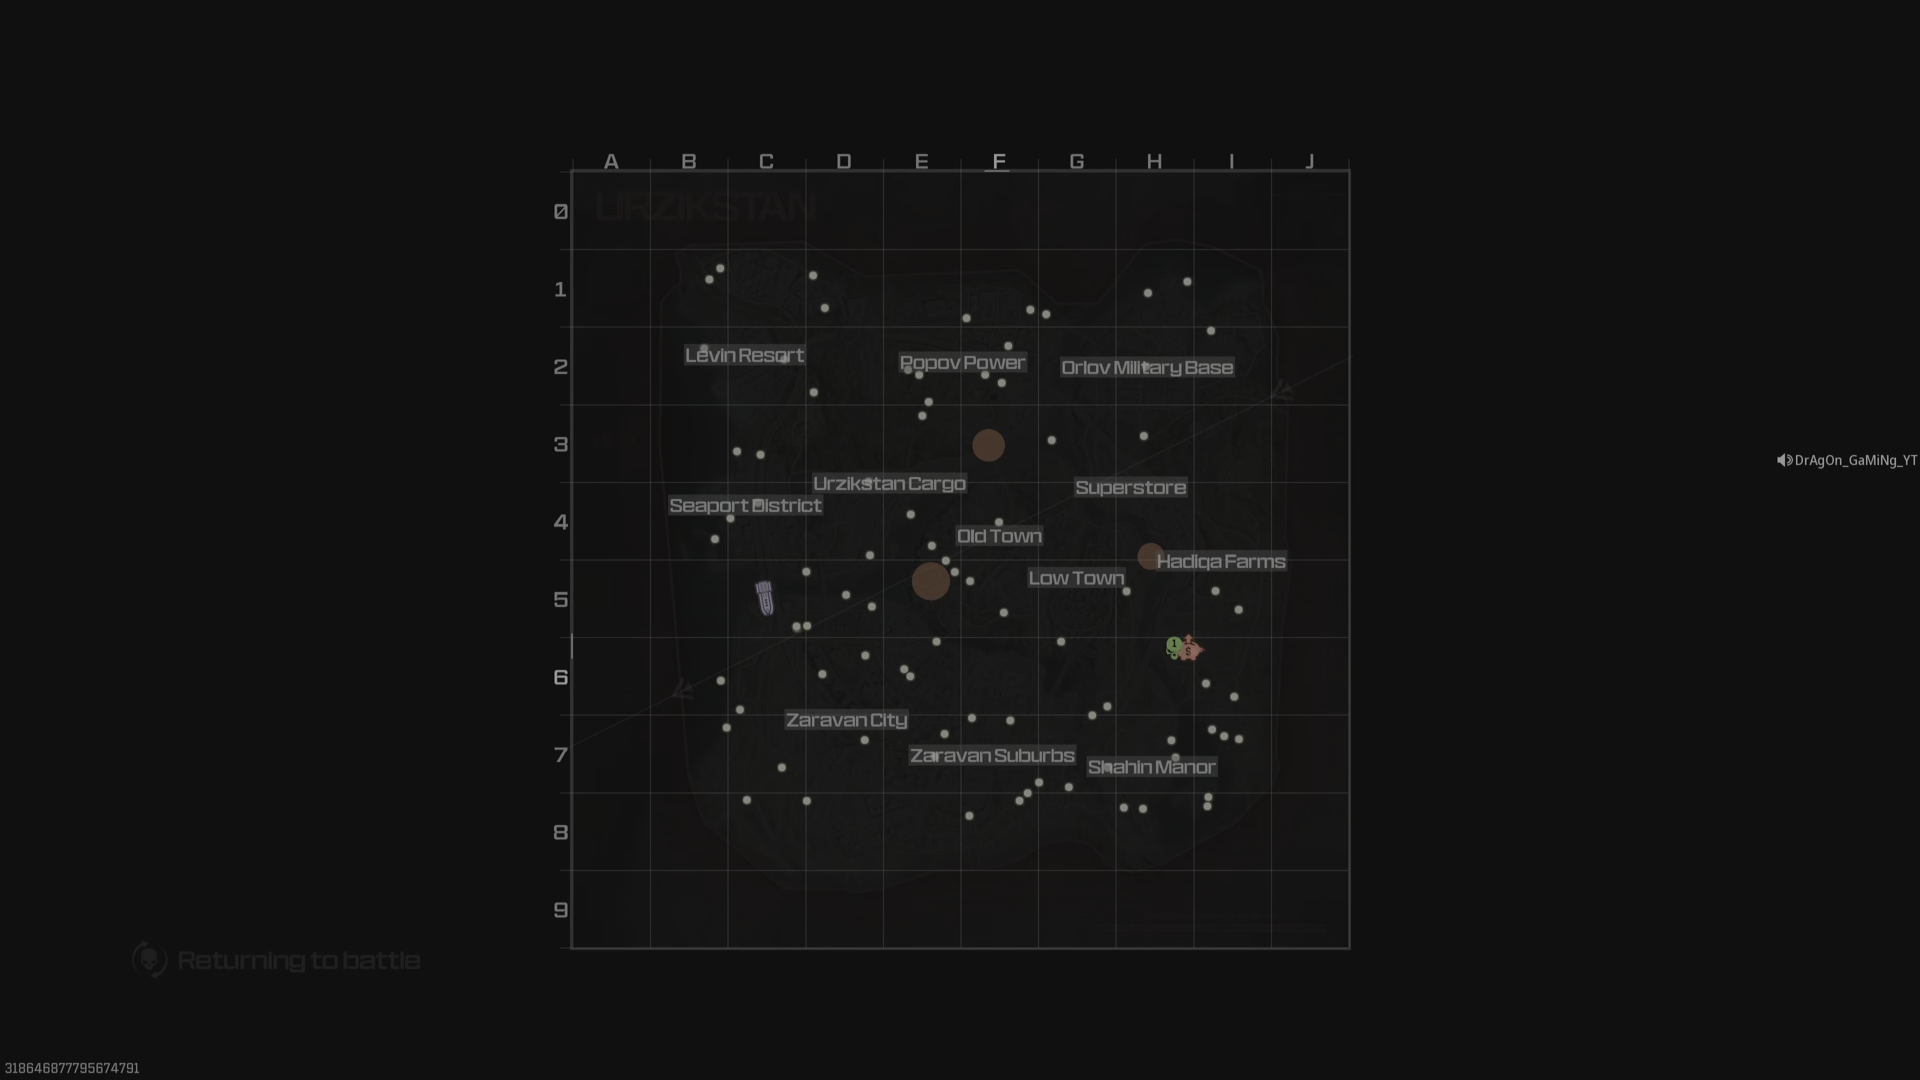 A B C D E F G H I J
URZIKSTAN
0
1
Levin Resort
Popov Power
Orlov Military Base
2
3
DrAgOn_GaMiNg_YT
Urzikstan Cargo
Superstore
Seaport District
4
Old Town
Hadiqa Farms
Low Town
5
1
$
6
Zaravan City
Zaravan Suburbs
7
Shahin Manor
8
9
Returning to battle
318646877795674791